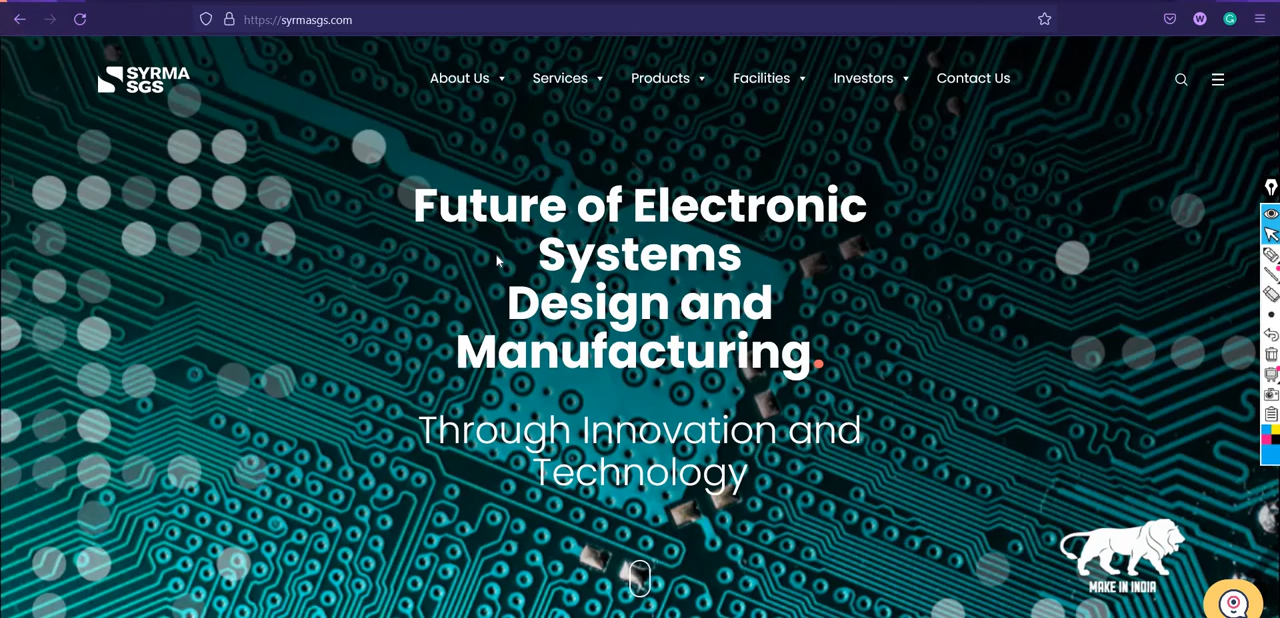 https://syrmasgs.com
W
G
SYRMA
SGS
About Us
Services
Products
Facilities
Investors
Contact Us
Future of Electronic
Systems
Design and
Manufacturing.
Through Innovation and
Technology
MAKE IN INDIA